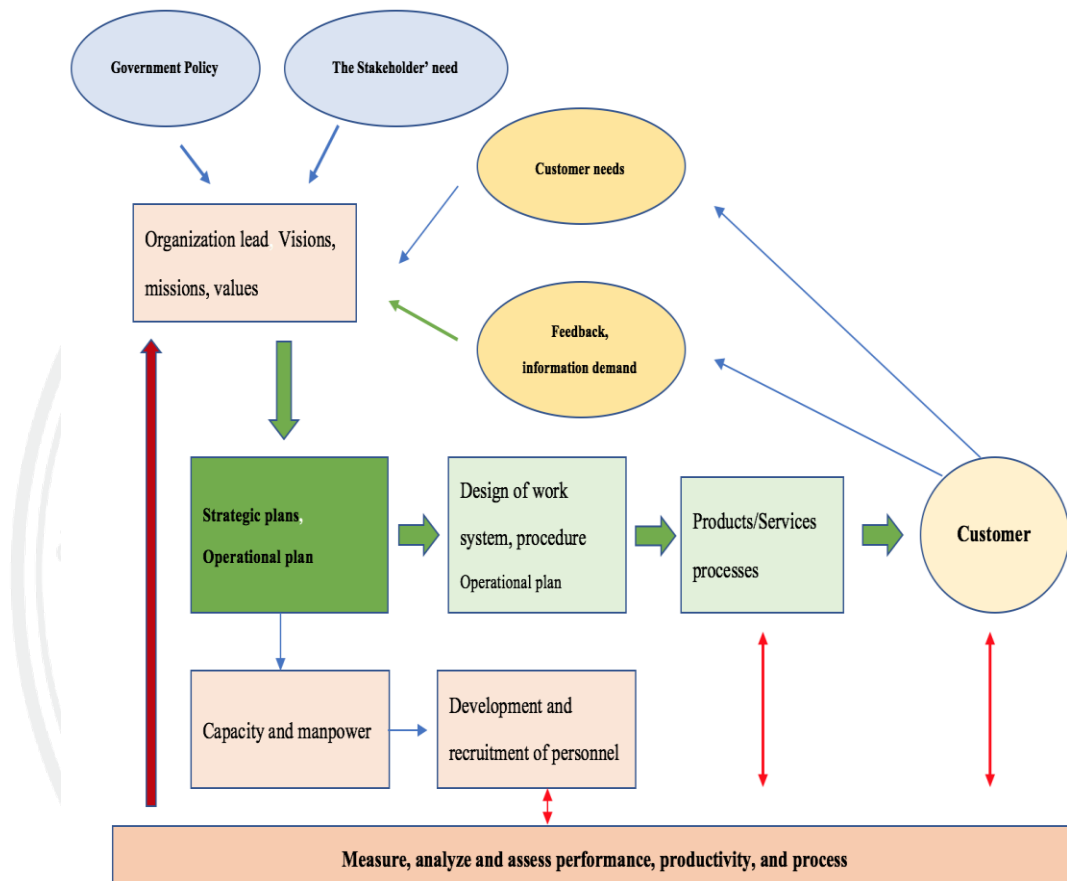 Government Policy
The Stakeholder’ need
Customer needs
Organization lead, Visions,
missions, values
Feedback,
information demand
Strategic plans,
Operational plan
Design of work
system, procedure
Operational plan
Products/Services
processes
Customer
Capacity and manpower
Development and
recruitment of personnel
Measure, analyze and assess performance, productivity, and process